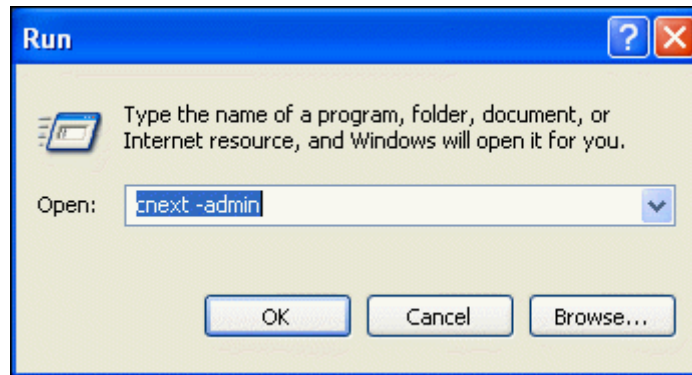 Run
Type the name of a program, folder, document, or
Internet resource, and Windows will open it for you.
Open: cnext -admin
OK Cancel Browse...